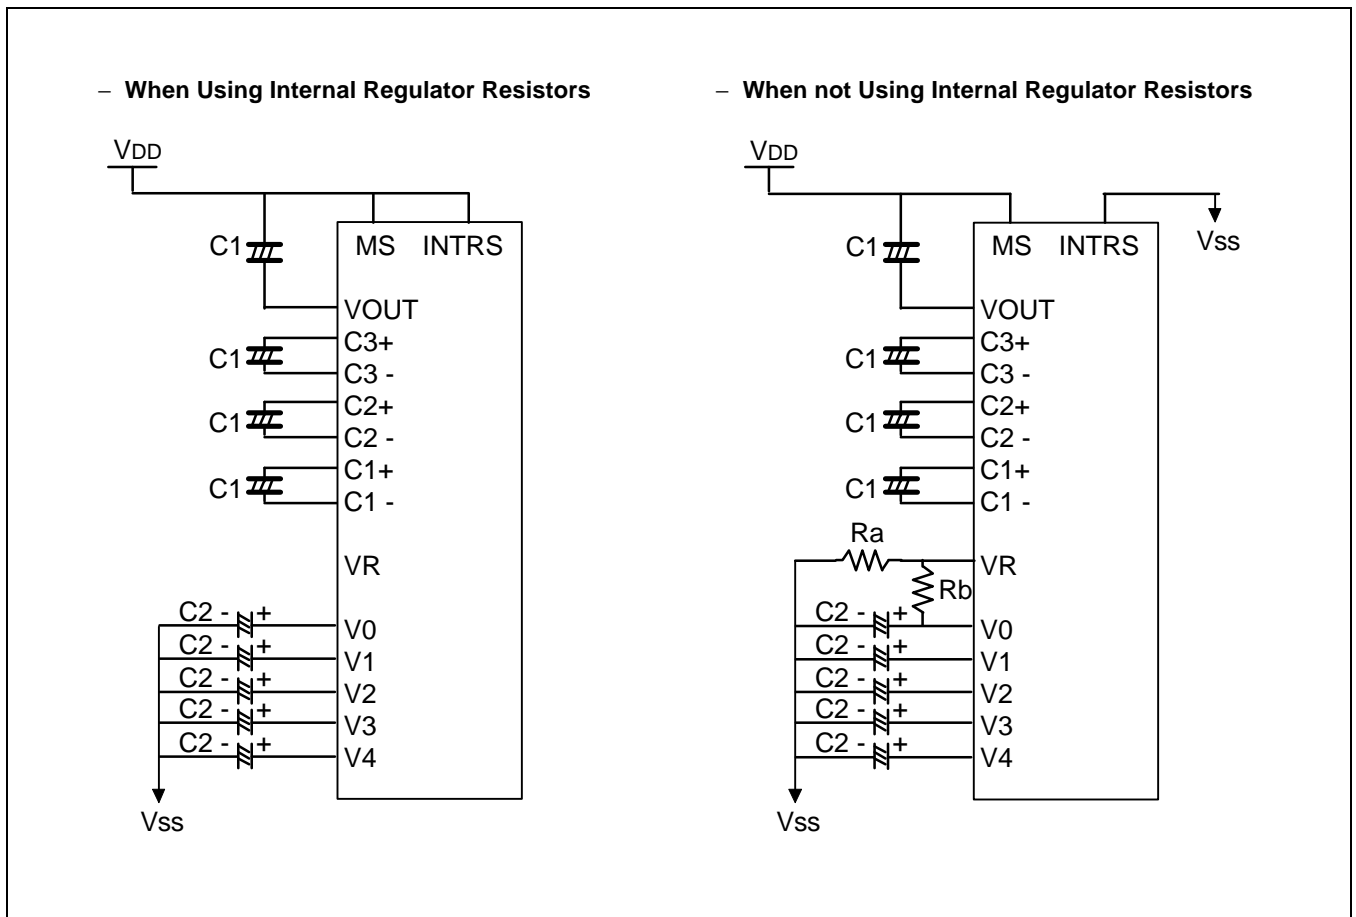 – When Using Internal Regulator Resistors
VDD
C1
MS INTRS
VOUT
C3+
C1
C3 -
C2+
C1
C2 -
C1+
C1
C1 -
VR
C2 - +
V0
C2 - +
V1
C2 - +
V2
C2 - +
V3
C2 - +
V4
Vss
– When not Using Internal Regulator Resistors
VDD
C1
MS INTRS
Vss
VOUT
C3+
C1
C3 -
C2+
C1
C2 -
C1+
C1
C1 -
Ra
VR
Rb
C2 - +
V0
C2 - +
V1
C2 - +
V2
C2 - +
V3
C2 - +
V4
Vss